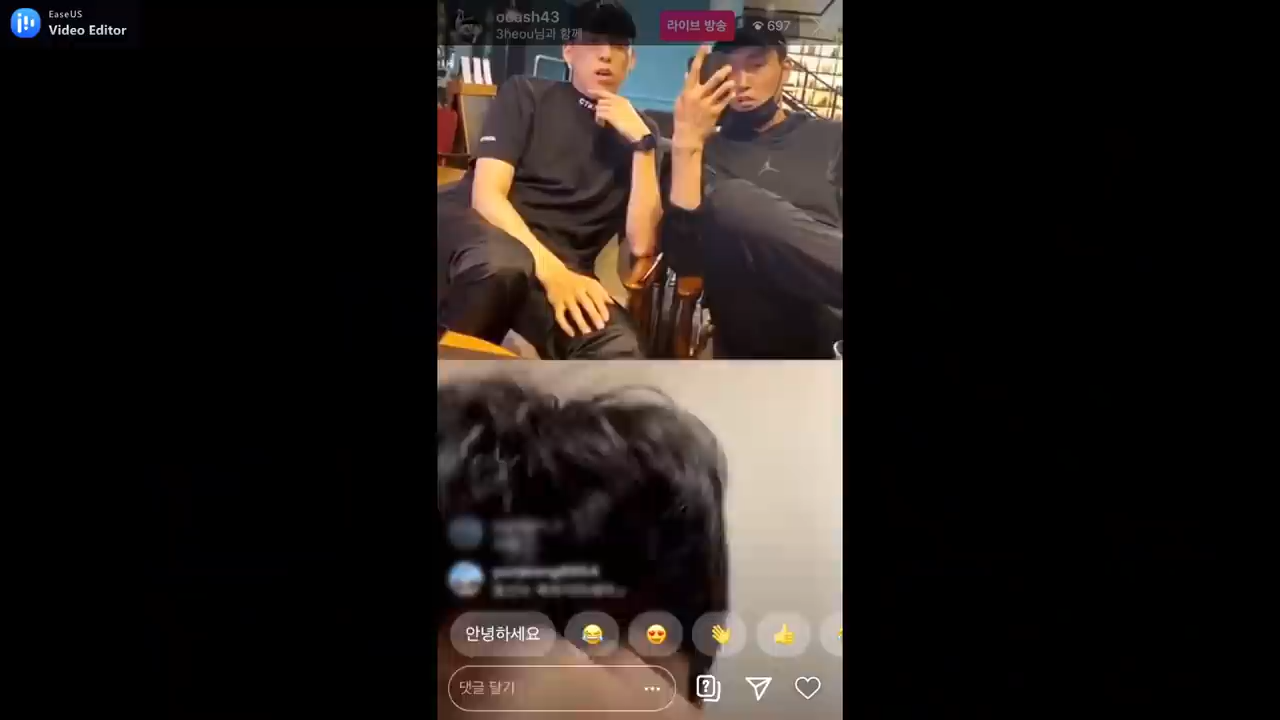 EaseUS
Video Editor
ooash43
3heou님과 함께
라이브 방송
697
안녕하세요
댓글 달기